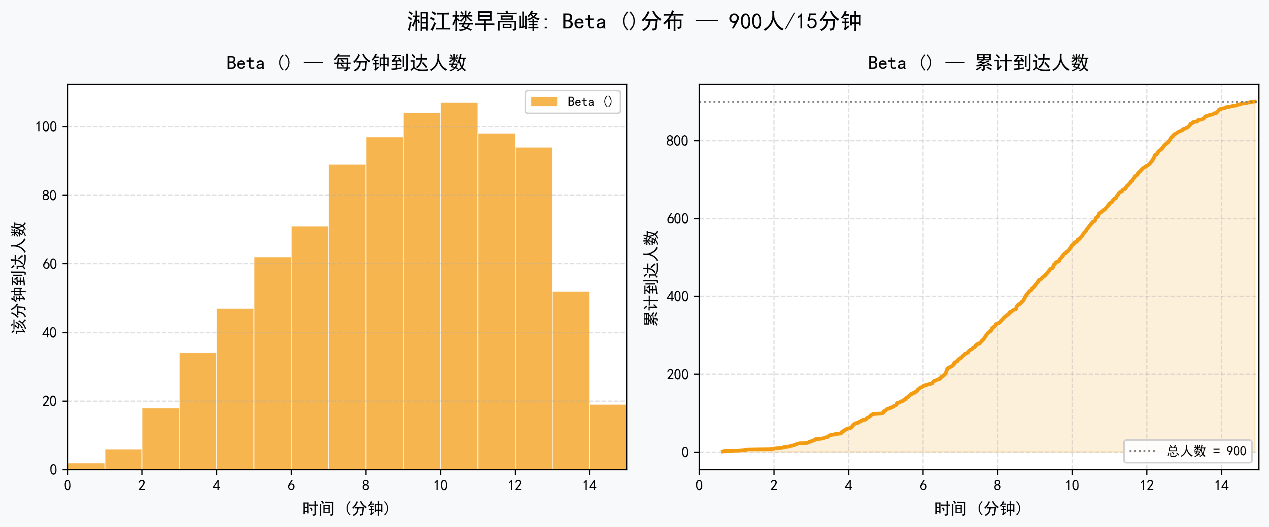 湘江楼早高峰: Beta ()分布 — 900人/15分钟
Beta () — 每分钟到达人数
该分钟到达人数
100
80
60
40
20
0
Beta ()
0 2 4 6 8 10 12 14
时间 (分钟)
Beta () — 累计到达人数
累计到达人数
800
600
400
200
0
总人数 = 900
0 2 4 6 8 10 12 14
时间 (分钟)